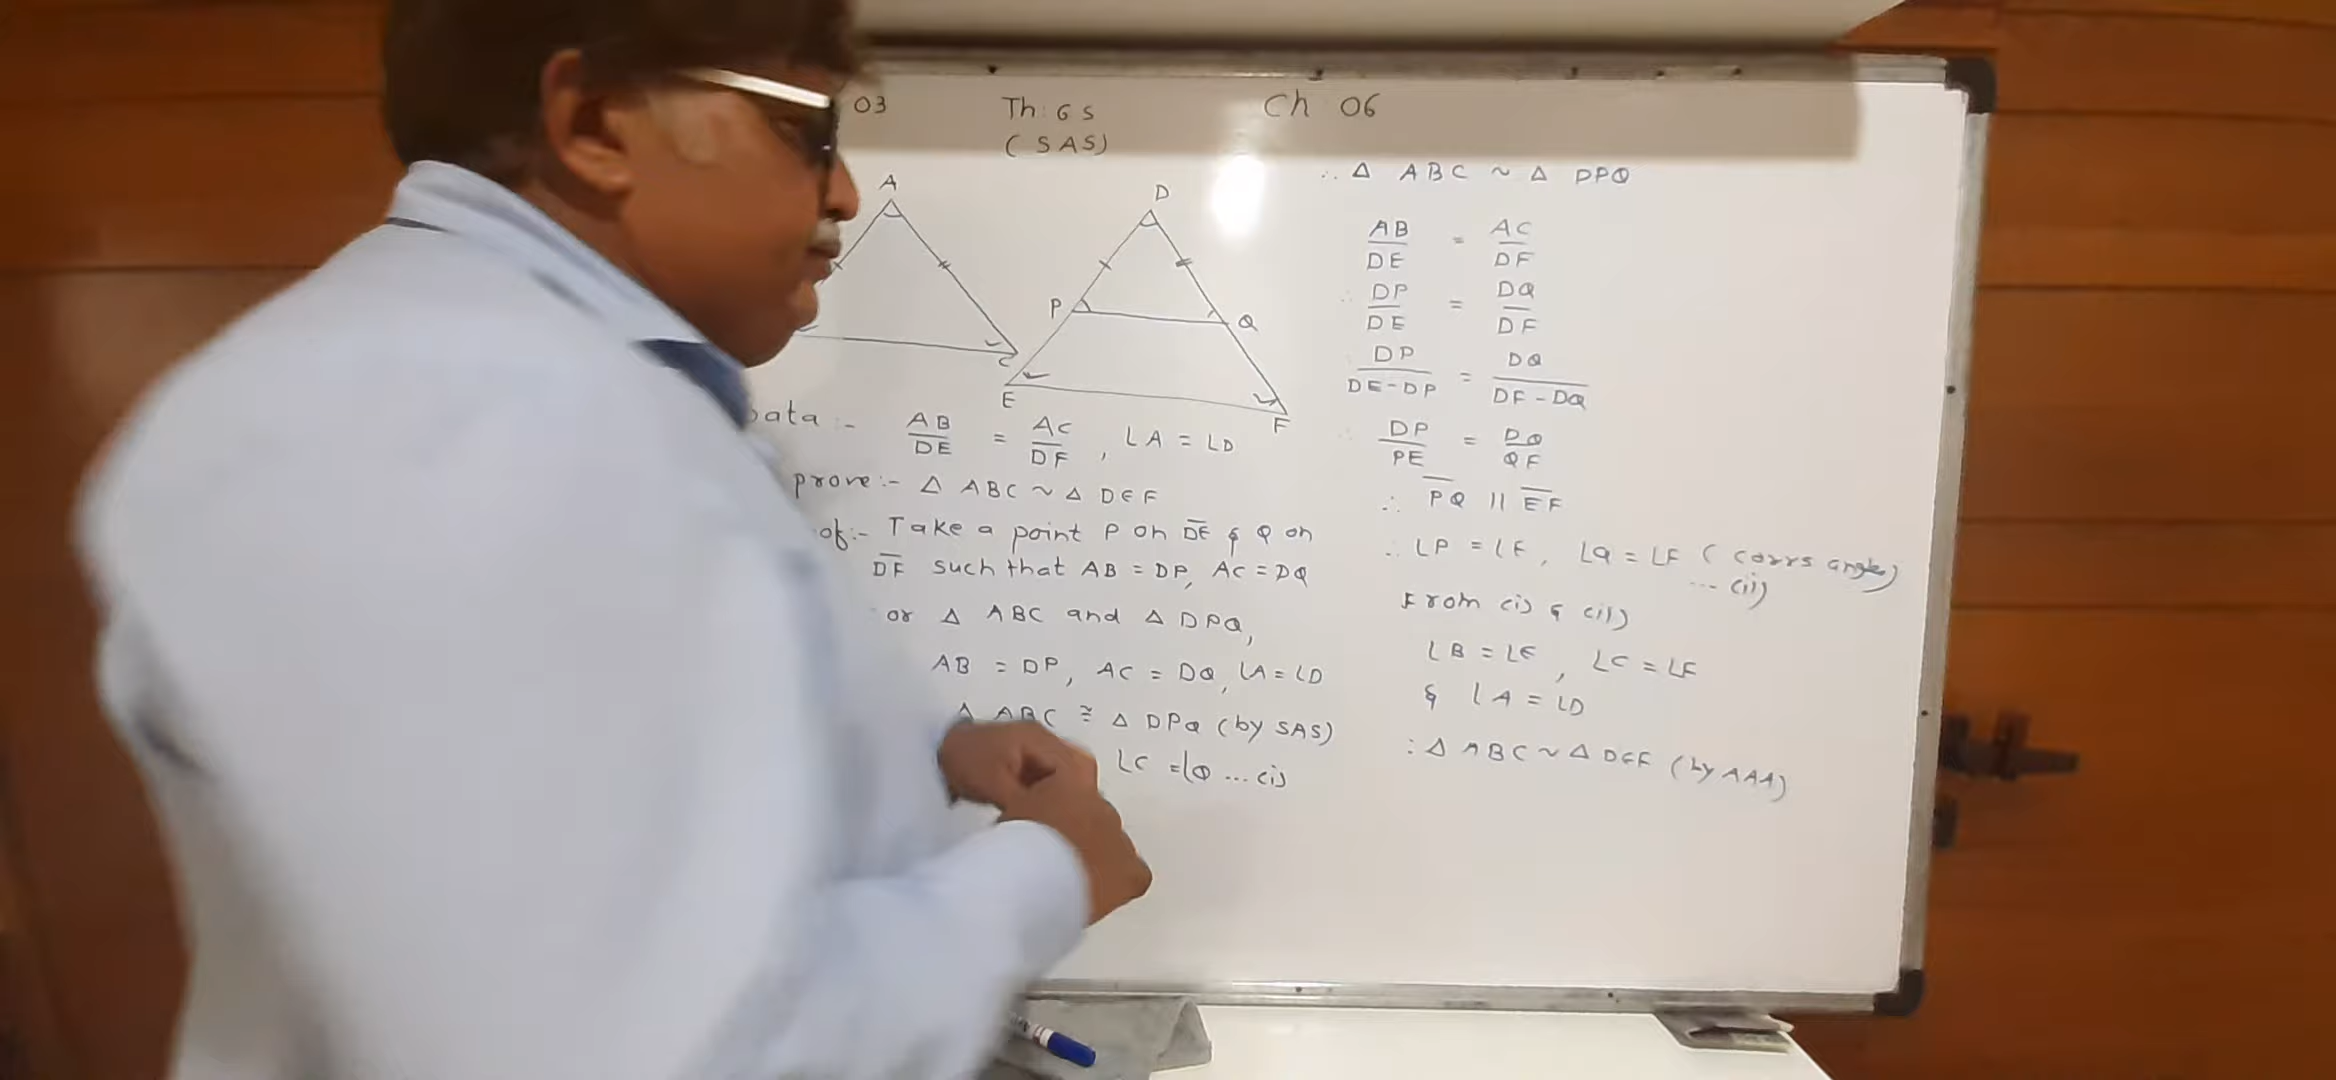 03 Th: 6 S Ch 06
(SAS)
A
C
D
P
Q
E
F
Data :- AB/DE = AC/DF , ∠A = ∠D
prove:- Δ ABC ~ Δ DEF
of:- Take a point P on DE & Q on
DF such that AB = DP, AC = DQ
or Δ ABC and Δ DPQ,
AB = DP, AC = DQ, ∠A = ∠D
Δ ABC ≅ Δ DPQ (by SAS)
∠C = ∠Q ... (i)
∴ Δ ABC ~ Δ DPQ
AB/DE = AC/DF
∴ DP/DE = DQ/DF
∴ DP/DE-DP = DQ/DF-DQ
∴ DP/PE = DQ/QF
∴ PQ || EF
∴ ∠P = ∠E, ∠Q = ∠F (corrs angles)
... (ii)
From (i) & (ii)
∠B = ∠E, ∠C = ∠F
& ∠A = ∠D
∴ Δ ABC ~ Δ DEF (by AAA)